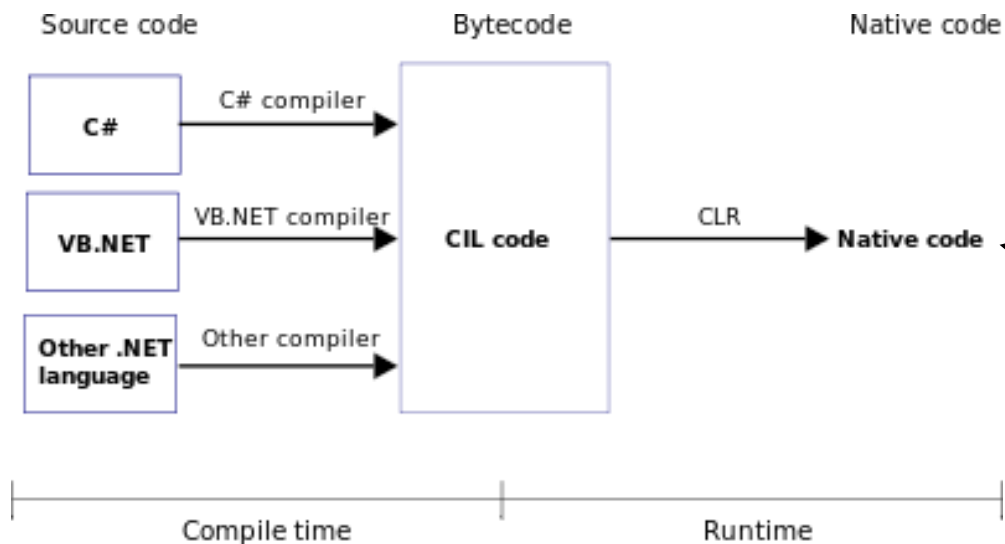 Source code
Bytecode
Native code
C#
C# compiler
VB.NET
VB.NET compiler
CIL code
CLR
Native code
Other .NET
language
Other compiler
Compile time
Runtime